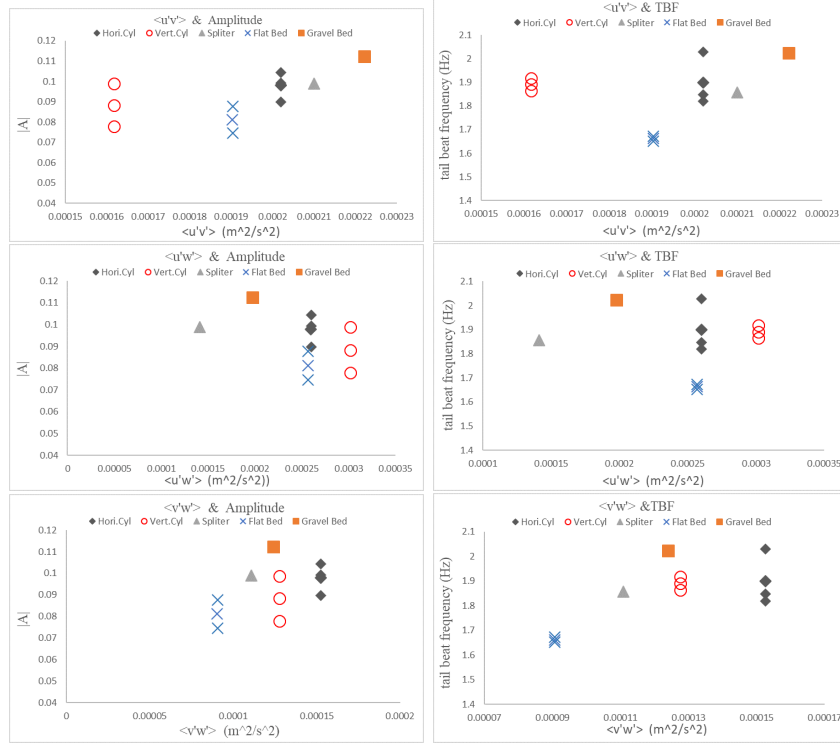 <u'v'> & Amplitude
Hori.Cyl Vert.Cyl Spliter Flat Bed Gravel Bed
0.12
0.11
0.1
0.09
0.08
0.07
0.06
0.05
0.04
|A|
0.00015 0.00016 0.00017 0.00018 0.00019 0.0002 0.00021 0.00022 0.00023
<u'v'> (m^2/s^2)
<u'v'> & TBF
Hori.Cyl Vert.Cyl Spliter Flat Bed Gravel Bed
2.1
2
1.9
1.8
1.7
1.6
1.5
1.4
tail beat frequency (Hz)
0.00015 0.00016 0.00017 0.00018 0.00019 0.0002 0.00021 0.00022 0.00023
<u'v'> (m^2/s^2)
<u'w'> & Amplitude
Hori.Cyl Vert.Cyl Spliter Flat Bed Gravel Bed
0.12
0.11
0.1
0.09
0.08
0.07
0.06
0.05
0.04
|A|
0 0.00005 0.0001 0.00015 0.0002 0.00025 0.0003 0.00035
<u'w'> (m^2/s^2))
<u'w'> &TBF
Hori.Cyl Vet.Cyl Spliter Flat Bed Gravel Bed
2.1
2
1.9
1.8
1.7
1.6
1.5
1.4
tail beat frequency (Hz)
0.0001 0.00015 0.0002 0.00025 0.0003 0.00035
<u'w'> (m^2/s^2)
<v'w'> & Amplitude
Hori.Cyl Vert.Cyl Spliter Flat Bed Gravel Bed
0.12
0.11
0.1
0.09
0.08
0.07
0.06
0.05
0.04
|A|
0 0.00005 0.0001 0.00015 0.0002
<v'w'> (m^2/s^2)
<v'w'> &TBF
Hori.Cyl Vert.Cyl Spliter Flat Bed Gravel Bed
2.1
2
1.9
1.8
1.7
1.6
1.5
1.4
tail beat frequency (Hz)
0.00007 0.00009 0.00011 0.00013 0.00015 0.00017
<v'w'> (m^2/s^2)